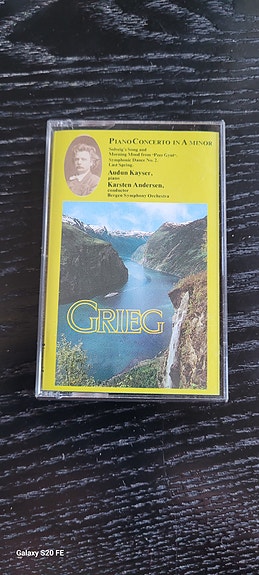 PIANO CONCERTO IN A MINOR
Solveig's Song and
Morning Mood from 'Peer Gynt'.
Symphonic Dance No. 2.
Last Spring.
Audun Kayser,
piano
Karsten Andersen,
conductor
Bergen Symphony Orchestra
GRIEG
Galaxy S20 FE